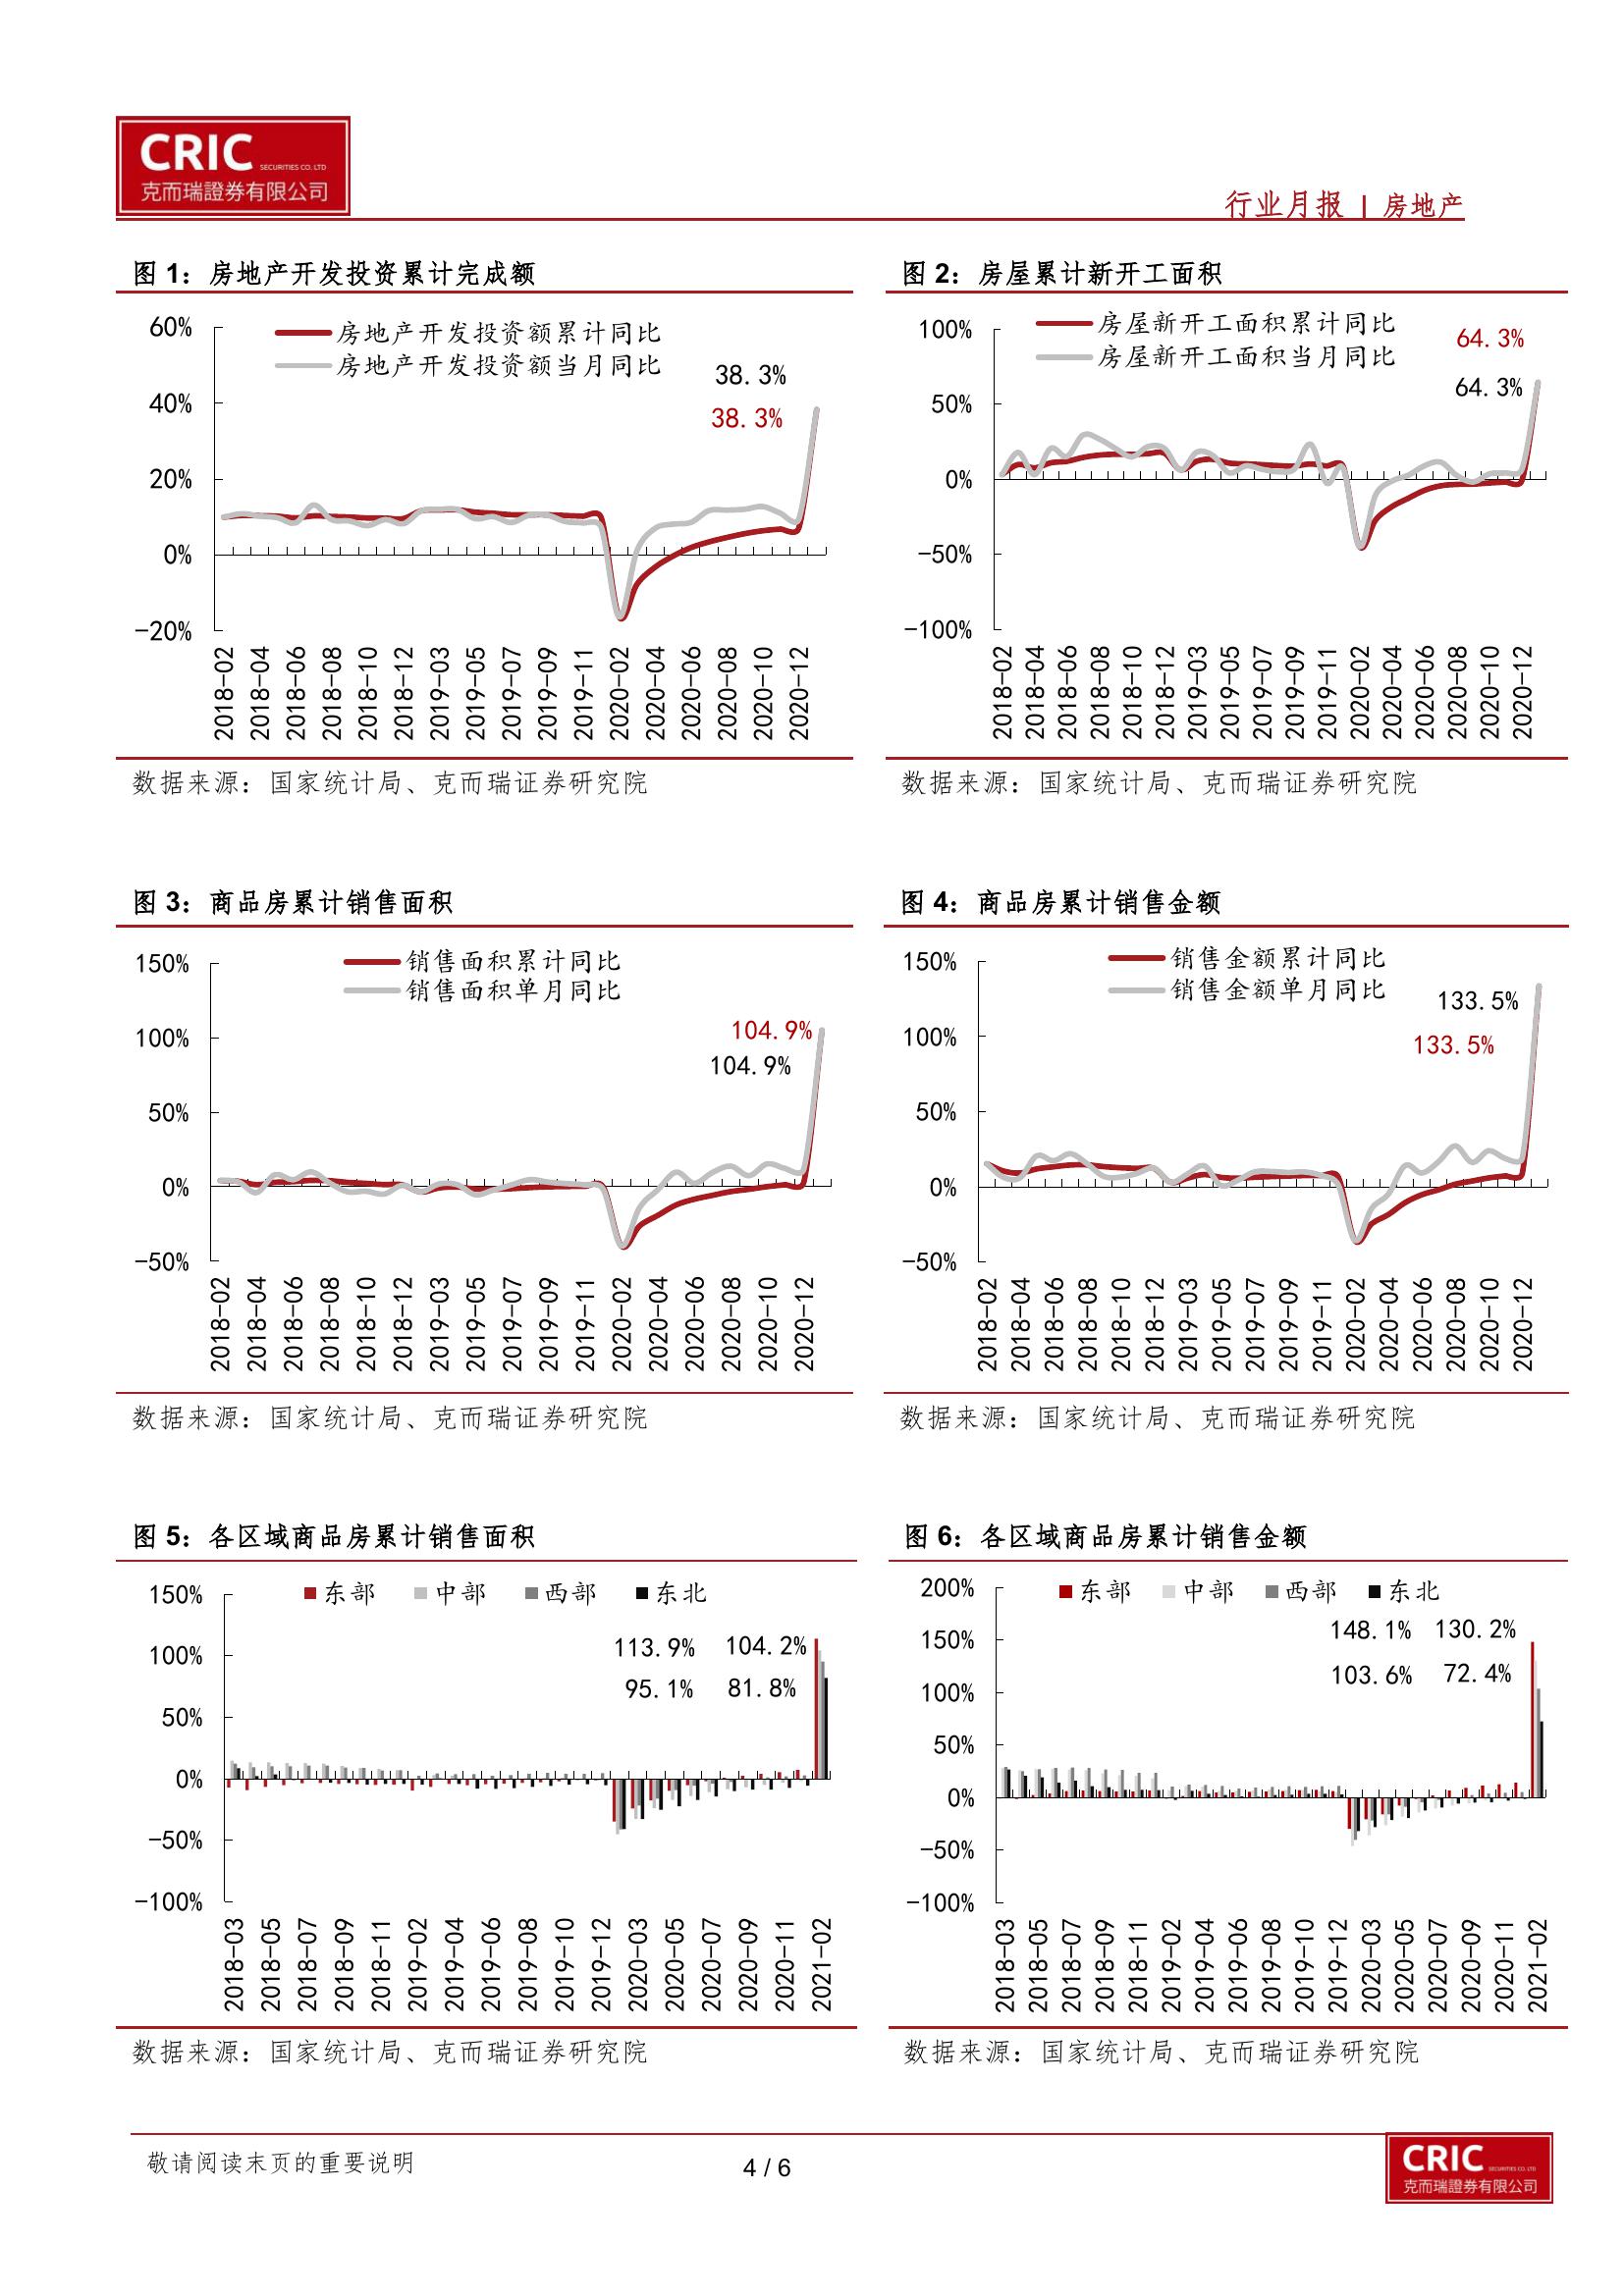 CRIC
SECURITIES CO. LTD
克而瑞證券有限公司
行业月报 | 房地产
图 1：房地产开发投资累计完成额
房地产开发投资额累计同比
房地产开发投资额当月同比
60%
40%
20%
0%
-20%
38.3%
38.3%
2018-02 2018-04 2018-06 2018-08 2018-10 2018-12 2019-03 2019-05 2019-07 2019-09 2019-11 2020-02 2020-04 2020-06 2020-08 2020-10 2020-12
数据来源：国家统计局、克而瑞证券研究院
图 2：房屋累计新开工面积
房屋新开工面积累计同比
房屋新开工面积当月同比
100%
50%
0%
-50%
-100%
64.3%
64.3%
2018-02 2018-04 2018-06 2018-08 2018-10 2018-12 2019-03 2019-05 2019-07 2019-09 2019-11 2020-02 2020-04 2020-06 2020-08 2020-10 2020-12
数据来源：国家统计局、克而瑞证券研究院
图 3：商品房累计销售面积
销售面积累计同比
销售面积单月同比
150%
100%
50%
0%
-50%
104.9%
104.9%
2018-02 2018-04 2018-06 2018-08 2018-10 2018-12 2019-03 2019-05 2019-07 2019-09 2019-11 2020-02 2020-04 2020-06 2020-08 2020-10 2020-12
数据来源：国家统计局、克而瑞证券研究院
图 4：商品房累计销售金额
销售金额累计同比
销售金额单月同比
150%
100%
50%
0%
-50%
133.5%
133.5%
2018-02 2018-04 2018-06 2018-08 2018-10 2018-12 2019-03 2019-05 2019-07 2019-09 2019-11 2020-02 2020-04 2020-06 2020-08 2020-10 2020-12
数据来源：国家统计局、克而瑞证券研究院
图 5：各区域商品房累计销售面积
东部 中部 西部 东北
150%
100%
50%
0%
-50%
-100%
113.9% 104.2%
95.1% 81.8%
2018-03 2018-05 2018-07 2018-09 2018-11 2019-02 2019-04 2019-06 2019-08 2019-10 2019-12 2020-03 2020-05 2020-07 2020-09 2020-11 2021-02
数据来源：国家统计局、克而瑞证券研究院
图 6：各区域商品房累计销售金额
东部 中部 西部 东北
200%
150%
100%
50%
0%
-50%
-100%
148.1% 130.2%
103.6% 72.4%
2018-03 2018-05 2018-07 2018-09 2018-11 2019-02 2019-04 2019-06 2019-08 2019-10 2019-12 2020-03 2020-05 2020-07 2020-09 2020-11 2021-02
数据来源：国家统计局、克而瑞证券研究院
敬请阅读末页的重要说明
4 / 6
CRIC
SECURITIES CO. LTD
克而瑞證券有限公司